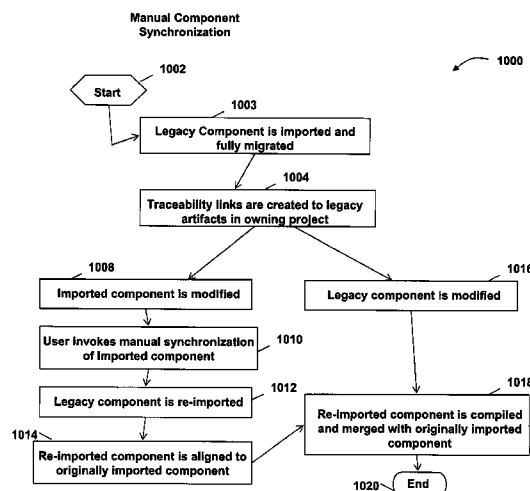 Manual Component
Synchronization
1002
1000
Start
1003
Legacy Component is imported and
fully migrated
1004
Traceability links are created to legacy
artifacts in owning project
1008
Imported component is modified
1016
Legacy component is modified
User invokes manual synchronization
of Imported component
1010
Legacy component is re-imported
1012
1018
Re-imported component is compiled
and merged with originally imported
component
1014
Re-imported component is aligned to
originally imported component
1020
End